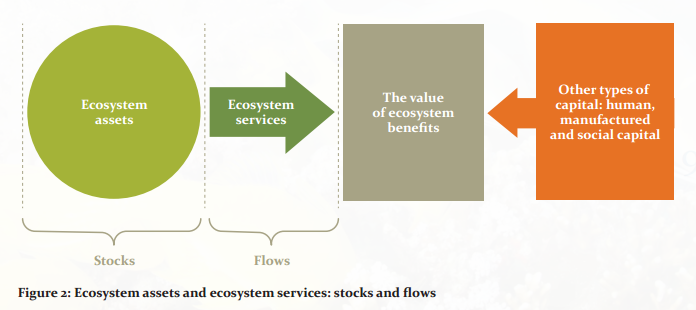 Ecosystem
assets
Ecosystem
services
The value
of ecosystem
benefits
Other types of
capital: human,
manufactured
and social capital
Stocks
Flows
Figure 2: Ecosystem assets and ecosystem services: stocks and flows